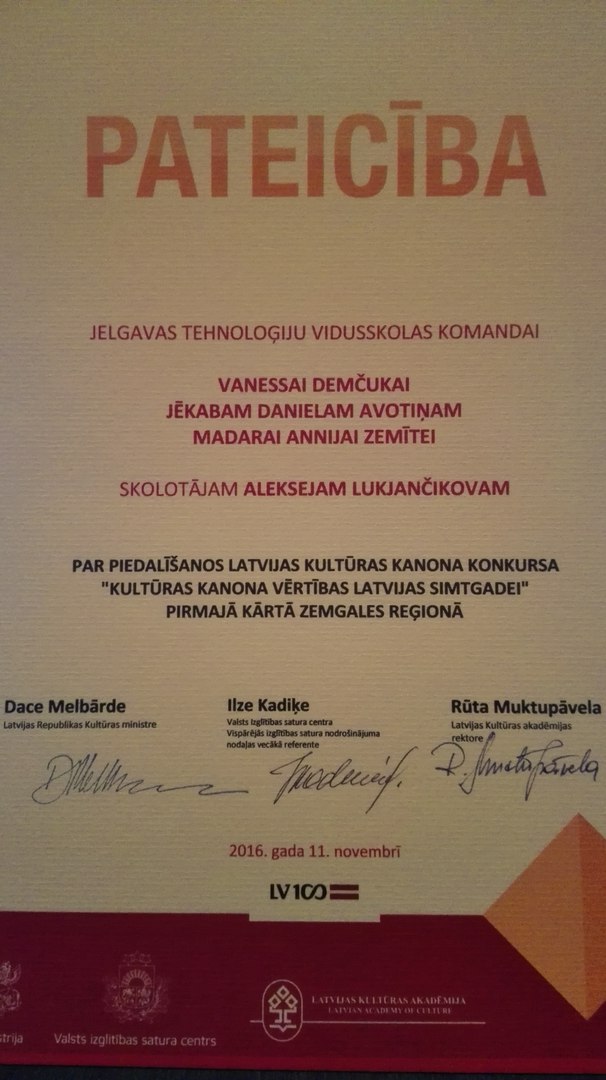 PATEICĪBA
JELGAVAS TEHNOLOĢIJU VIDUSSKOLAS KOMANDAI
VANESSAI DEMČUKAI
JĒKABAM DANIELAM AVOTIŅAM
MADARAI ANNIJAI ZEMĪTEI
SKOLOTĀJAM ALEKSEJAM LUKJANČIKOVAM
PAR PIEDALĪŠANOS LATVIJAS KULTŪRAS KANONA KONKURSA
"KULTŪRAS KANONA VĒRTĪBAS LATVIJAS SIMTGADEI"
PIRMAJĀ KĀRTĀ ZEMGALES REĢIONĀ
Dace Melbārde
Latvijas Republikas Kultūras ministre
Ilze Kadiķe
Valsts izglītības satura centra
Vispārējās izglītības satura nodrošinājuma
nodaļas vecākā referente
Rūta Muktupāvela
Latvijas Kultūras akadēmijas
rektore
2016. gada 11. novembrī
LV100
strija
Valsts izglītības satura centrs
LATVIJAS KULTŪRAS AKADĒMIJA
LATVIAN ACADEMY OF CULTURE